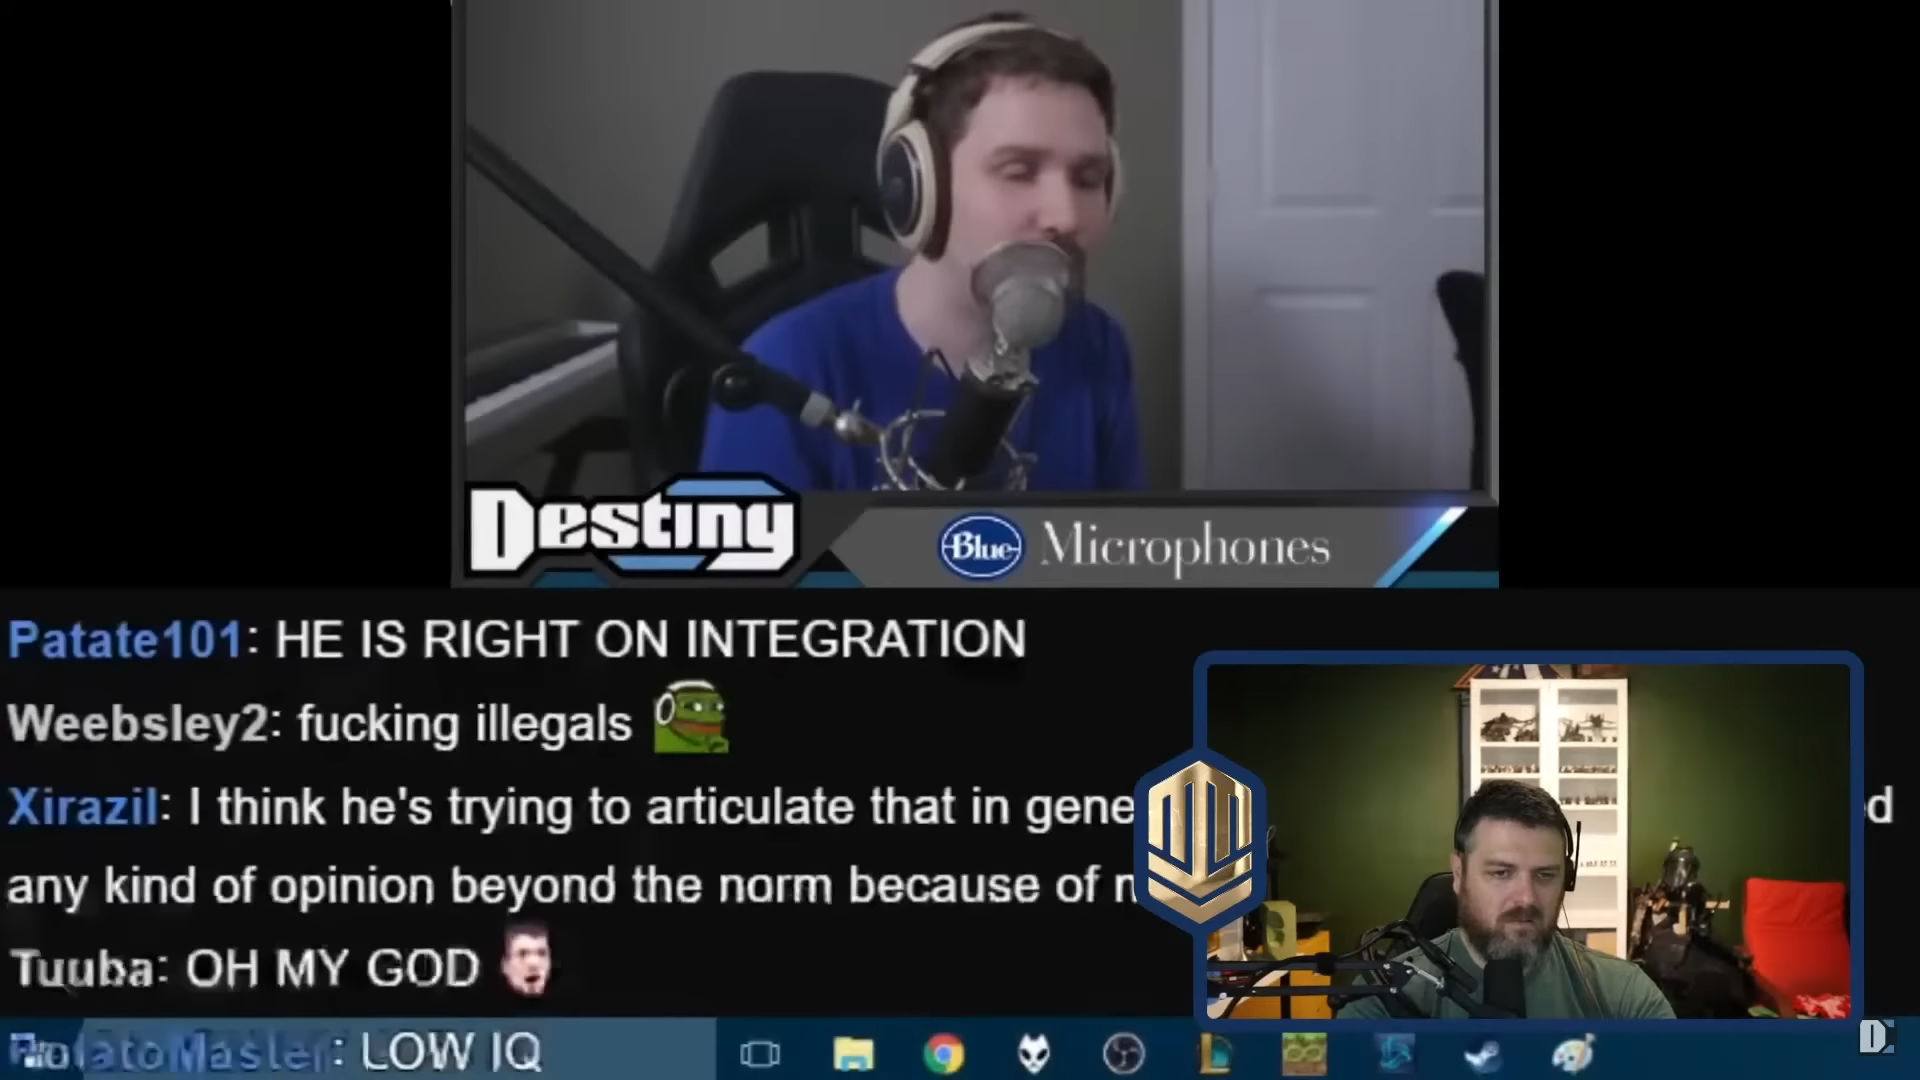 Destiny
Blue Microphones
Patate101: HE IS RIGHT ON INTEGRATION
Weebsley2: fucking illegals
Xirazil: I think he's trying to articulate that in
any kind of opinion beyond the norm because of
Tuuba: OH MY GOD
PotatoMaster: LOW IQ
D